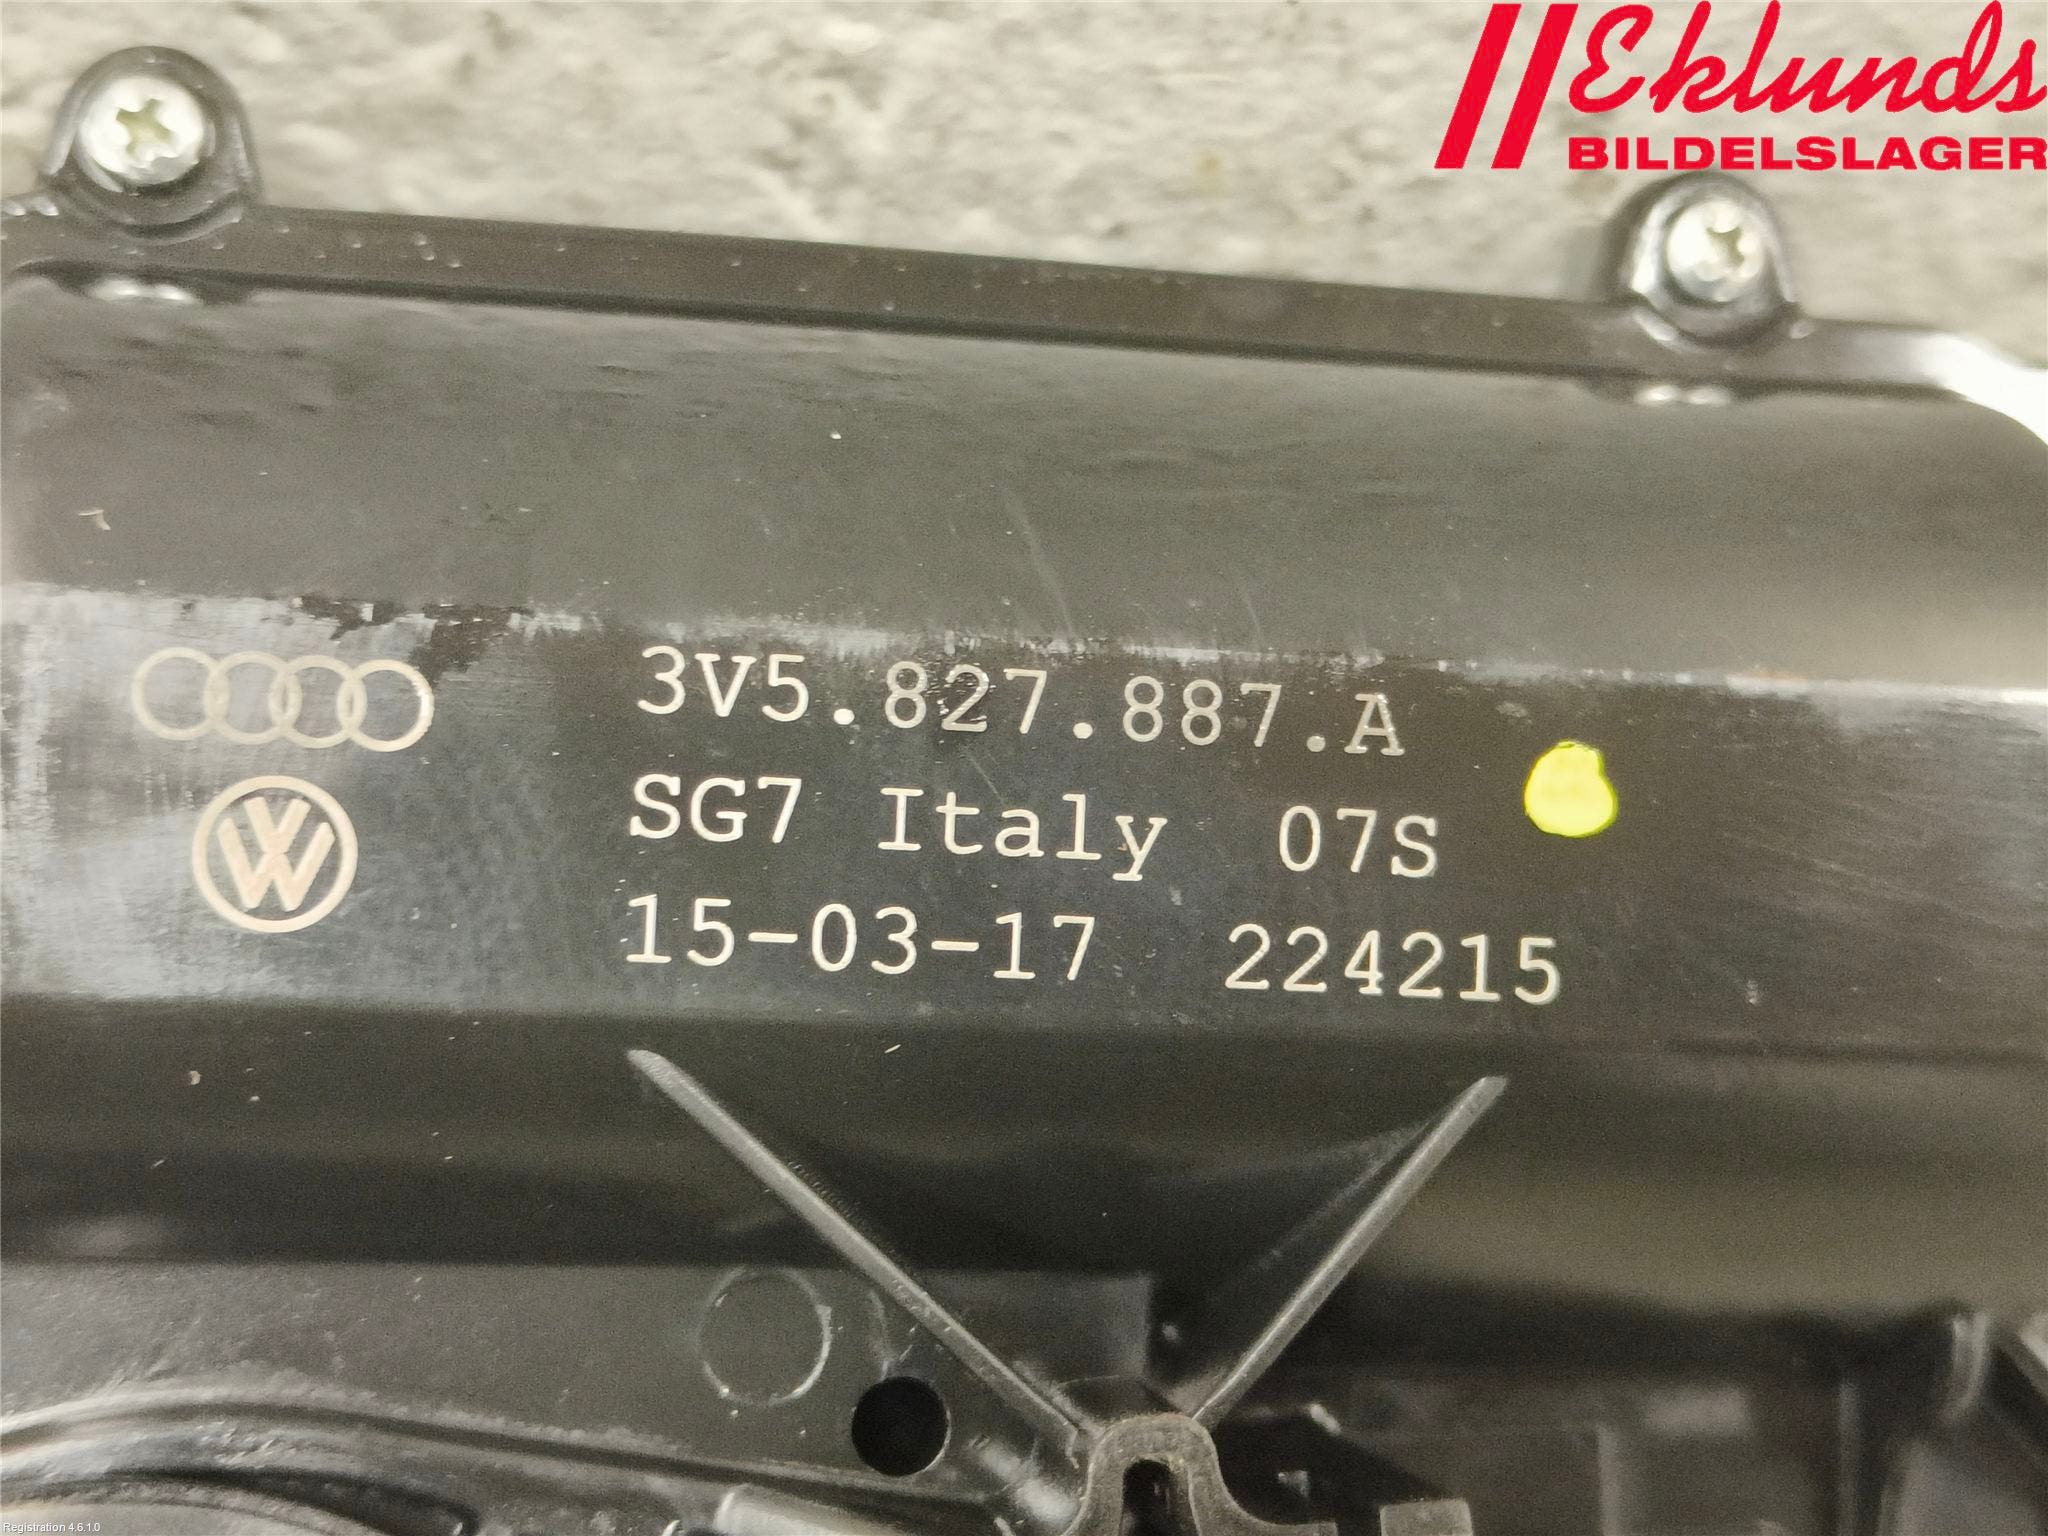 Eklunds
BILDELSLAGER
3V5.827.887.A
SG7 Italy 07S
15-03-17 224215
Registration 4.6.1.0